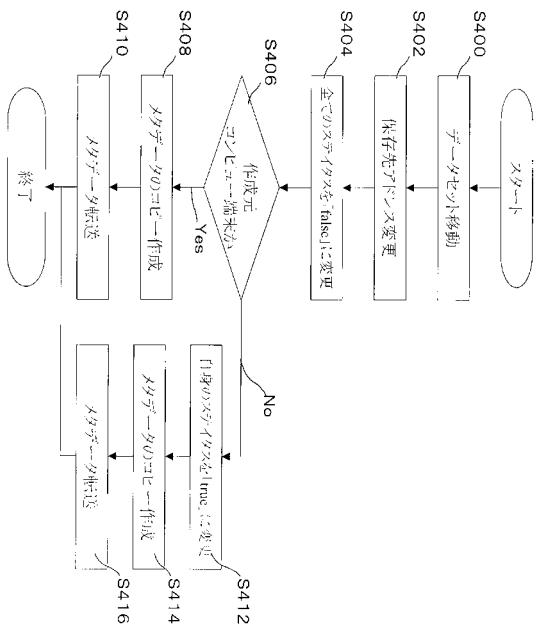 スタート
S400
データセット移動
S402
保存先アドレス変更
S404
全てのステイタスを「false」に変更
S406
作成元
コンピュータ端末か
Yes
No
S408
メタデータのコピー作成
S410
メタデータ転送
自身のステイタスを「true」に変更
S412
メタデータのコピー作成
S414
メタデータ転送
S416
終了